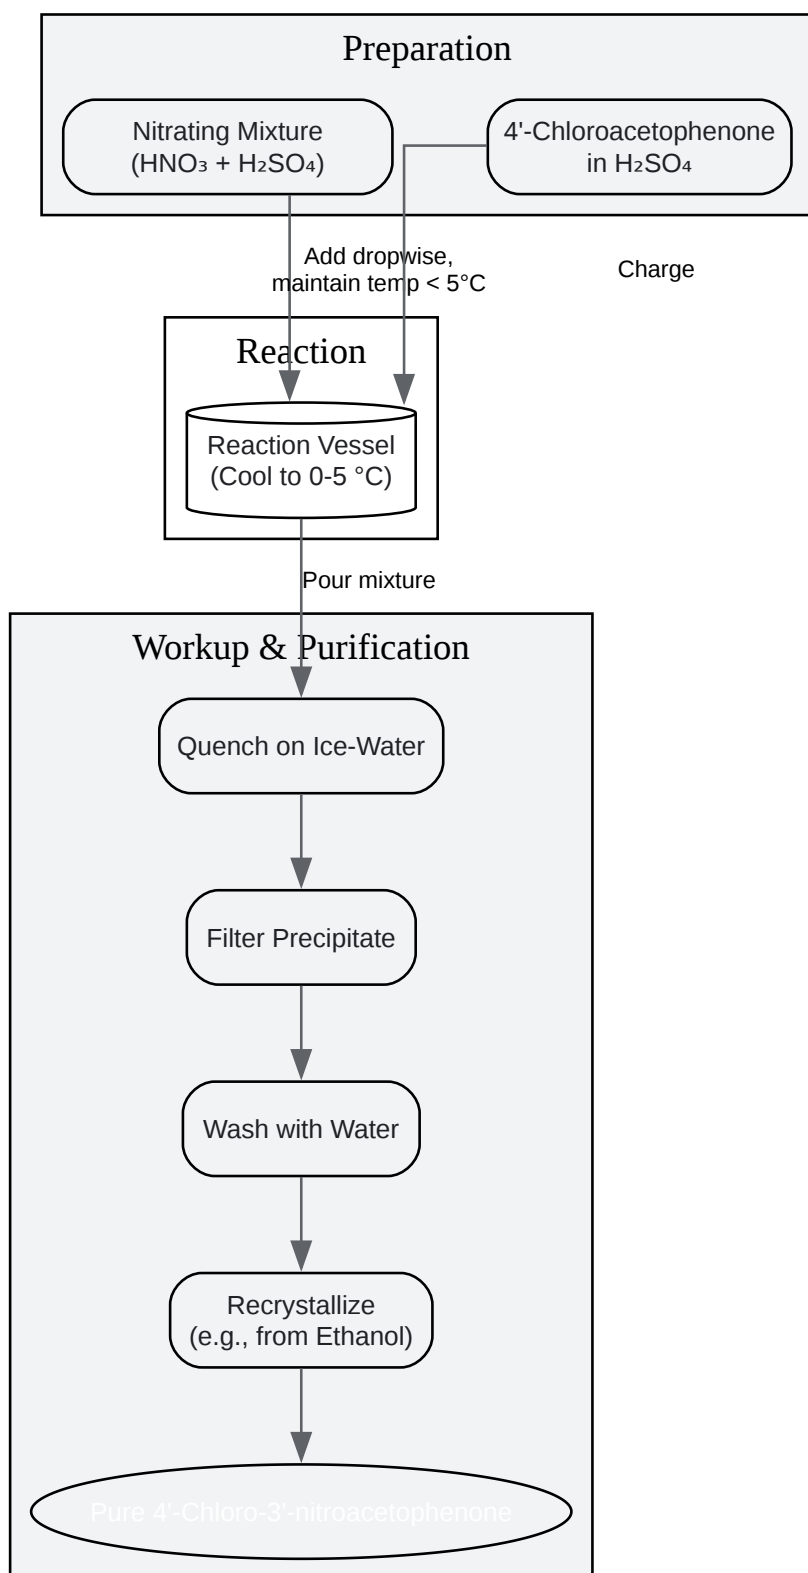 Preparation
Nitrating Mixture
(HNO₃ + H₂SO₄)
4'-Chloroacetophenone
in H₂SO₄
Add dropwise,
maintain temp < 5°C
Charge
Reaction
Reaction Vessel
(Cool to 0-5 °C)
Pour mixture
Workup & Purification
Quench on Ice-Water
Filter Precipitate
Wash with Water
Recrystallize
(e.g., from Ethanol)
Pure 4'-Chloro-3'-nitroacetophenone